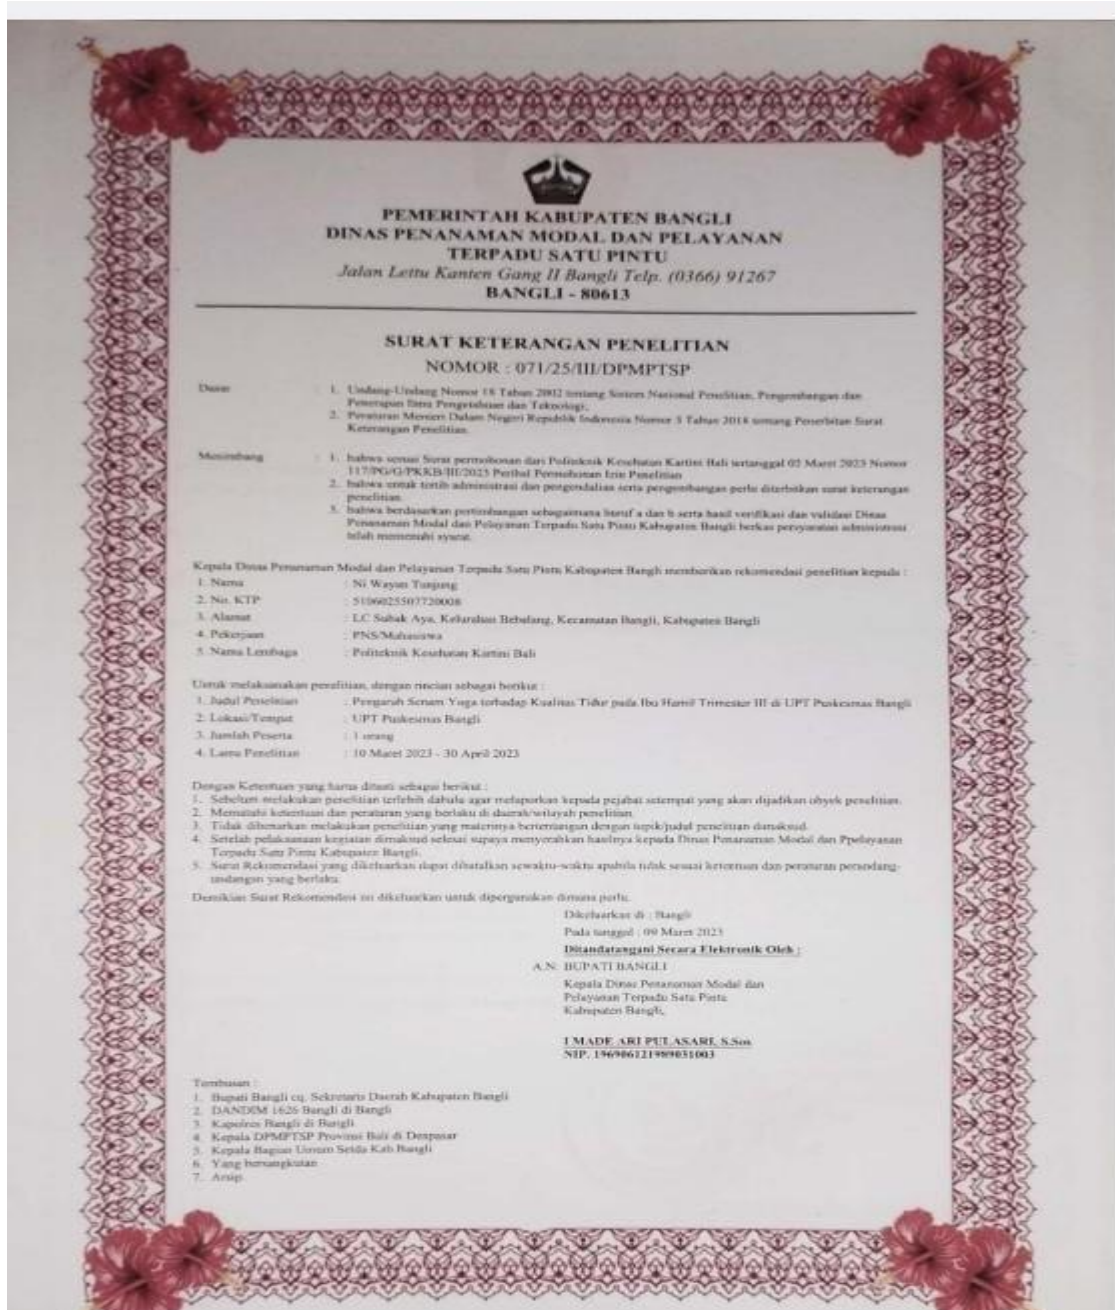 PEMERINTAH KABUPATEN BANGLI
DINAS PENANAMAN MODAL DAN PELAYANAN
TERPADU SATU PINTU
Jalan Lettu Kanten Gang II Bangli Telp. (0366) 91267
BANGLI - 80613
SURAT KETERANGAN PENELITIAN
NOMOR : 071/25/III/DPMPTSP
Dasar : 1. Undang-Undang Nomor 18 Tahun 2002 tentang Sistem Nasional Penelitian, Pengembangan dan
Penerapan Ilmu Pengetahuan dan Teknologi;
2. Peraturan Menteri Dalam Negeri Republik Indonesia Nomor 3 Tahun 2018 tentang Penerbitan Surat
Keterangan Penelitian.
Menimbang : 1. bahwa sesuai Surat permohonan dari Politeknik Kesehatan Kartini Bali tertanggal 02 Maret 2023 Nomor
117/PG/G/PKKB/III/2023 Perihal Permohonan Izin Penelitian
2. bahwa untuk tertib administrasi dan pengendalian serta pengembangan perlu diterbitkan surat keterangan
penelitian.
3. bahwa berdasarkan pertimbangan sebagaimana huruf a dan b serta hasil verifikasi dan validasi Dinas
Penanaman Modal dan Pelayanan Terpadu Satu Pintu Kabupaten Bangli berkas persyaratan administrasi
telah memenuhi syarat.
Kepala Dinas Penanaman Modal dan Pelayanan Terpadu Satu Pintu Kabupaten Bangli memberikan rekomendasi penelitian kepada :
1. Nama : Ni Wayan Tunjung
2. No. KTP : 5106025507720008
3. Alamat : LC Subak Aya, Kelurahan Bebalang, Kecamatan Bangli, Kabupaten Bangli
4. Pekerjaan : PNS/Mahasiswa
5. Nama Lembaga : Politeknik Kesehatan Kartini Bali
Untuk melaksanakan penelitian, dengan rincian sebagai berikut :
1. Judul Penelitian : Pengaruh Senam Yoga terhadap Kualitas Tidur pada Ibu Hamil Trimester III di UPT Puskesmas Bangli
2. Lokasi/Tempat : UPT Puskesmas Bangli
3. Jumlah Peserta : 1 orang
4. Lama Penelitian : 10 Maret 2023 - 30 April 2023
Dengan Ketentuan yang harus ditaati sebagai berikut :
1. Sebelum melakukan penelitian terlebih dahulu agar melaporkan kepada pejabat setempat yang akan dijadikan obyek penelitian.
2. Mematuhi ketentuan dan peraturan yang berlaku di daerah/wilayah penelitian.
3. Tidak dibenarkan melakukan penelitian yang materinya bertentangan dengan topik/judul penelitian dimaksud.
4. Setelah pelaksanaan kegiatan dimaksud selesai supaya menyerahkan hasilnya kepada Dinas Penanaman Modal dan Ppelayanan
Terpadu Satu Pintu Kabupaten Bangli.
5. Surat Rekomendasi yang dikeluarkan dapat dibatalkan sewaktu-waktu apabila tidak sesuai ketentuan dan peraturan perundang-
undangan yang berlaku.
Demikian Surat Rekomendasi ini dikeluarkan untuk dipergunakan dimana perlu.
Dikeluarkan di : Bangli
Pada tanggal : 09 Maret 2023
Ditandatangani Secara Elektronik Oleh :
A.N. BUPATI BANGLI
Kepala Dinas Penanaman Modal dan
Pelayanan Terpadu Satu Pintu
Kabupaten Bangli,
I MADE ARI PULASARI, S.Sos
NIP. 196906121989031003
Tembusan :
1. Bupati Bangli cq. Sekretaris Daerah Kabupaten Bangli
2. DANDIM 1626 Bangli di Bangli
3. Kapolres Bangli di Bangli
4. Kepala DPMPTSP Provinsi Bali di Denpasar
5. Kepala Bagian Umum Setda Kab Bangli
6. Yang bersangkutan
7. Arsip